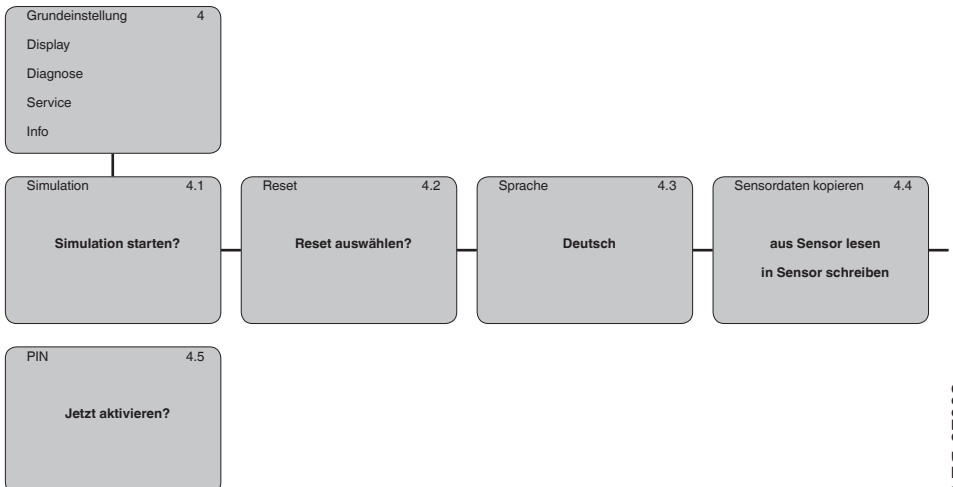 Grundeinstellung 4
Display
Diagnose
Service
Info
Simulation 4.1
Simulation starten?
Reset 4.2
Reset auswählen?
Sprache 4.3
Deutsch
Sensordaten kopieren 4.4
aus Sensor lesen
in Sensor schreiben
PIN 4.5
Jetzt aktivieren?